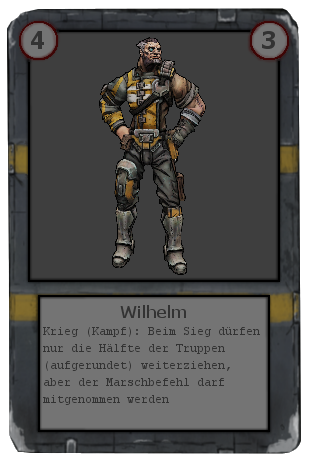 4 3
Wilhelm
Krieg (Kampf): Beim Sieg dürfen
nur die Hälfte der Truppen
(aufgerundet) weiterziehen,
aber der Marschbefehl darf
mitgenommen werden